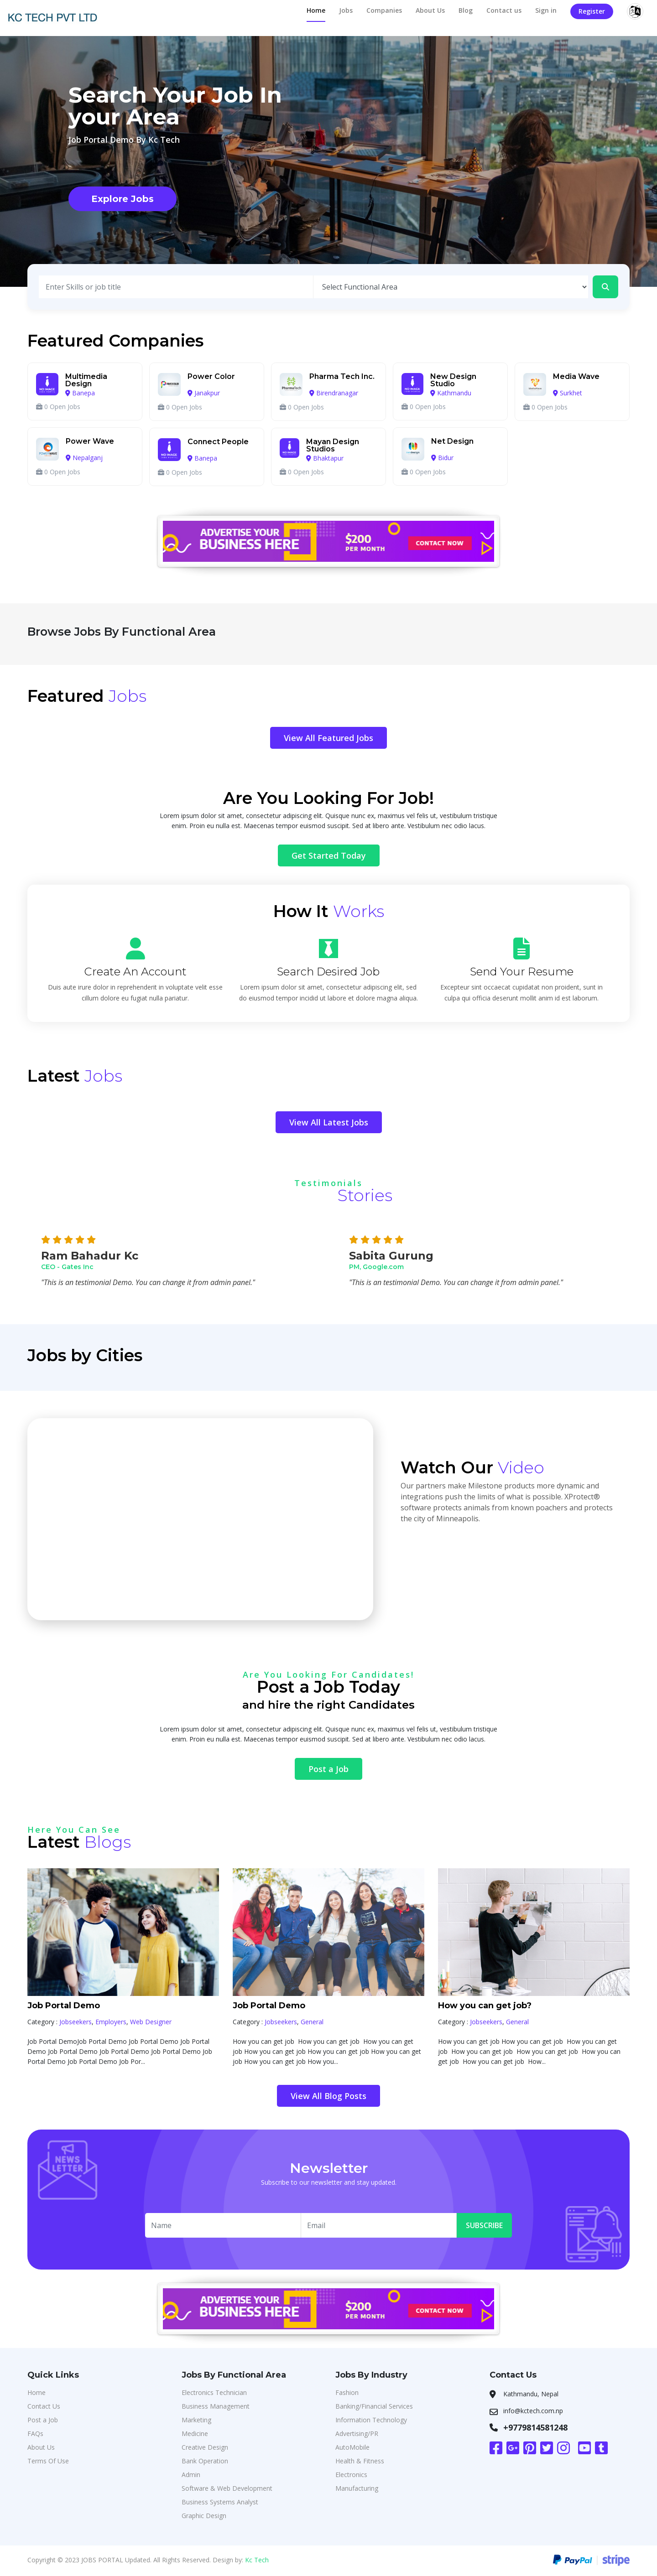 KC TECH PVT LTD
Home Jobs Companies About Us Blog Contact us Sign in Register
Search Your Job In
your Area
Job Portal Demo By Kc Tech
Explore Jobs
Enter Skills or job title Select Functional Area
Featured Companies
Multimedia Design
Banepa
0 Open Jobs
Power Color
Janakpur
0 Open Jobs
Pharma Tech Inc.
Birendranagar
0 Open Jobs
New Design Studio
Kathmandu
0 Open Jobs
Media Wave
Surkhet
0 Open Jobs
Power Wave
Nepalganj
0 Open Jobs
Connect People
Banepa
0 Open Jobs
Mayan Design Studios
Bhaktapur
0 Open Jobs
Net Design
Bidur
0 Open Jobs
ADVERTISE YOUR
BUSINESS HERE
$200
PER MONTH
CONTACT NOW
Browse Jobs By Functional Area
Featured Jobs
View All Featured Jobs
Are You Looking For Job!
Lorem ipsum dolor sit amet, consectetur adipiscing elit. Quisque nunc ex, maximus vel felis ut, vestibulum tristique
enim. Proin eu nulla est. Maecenas tempor euismod suscipit. Sed at libero ante. Vestibulum nec odio lacus.
Get Started Today
How It Works
Create An Account
Duis aute irure dolor in reprehenderit in voluptate velit esse
cillum dolore eu fugiat nulla pariatur.
Search Desired Job
Lorem ipsum dolor sit amet, consectetur adipiscing elit, sed
do eiusmod tempor incidid ut labore et dolore magna aliqua.
Send Your Resume
Excepteur sint occaecat cupidatat non proident, sunt in
culpa qui officia deserunt mollit anim id est laborum.
Latest Jobs
View All Latest Jobs
Testimonials
Stories
Ram Bahadur Kc
CEO - Gates Inc
"This is an testimonial Demo. You can change it from admin panel."
Sabita Gurung
PM, Google.com
"This is an testimonial Demo. You can change it from admin panel."
Jobs by Cities
Watch Our Video
Our partners make Milestone products more dynamic and
integrations push the limits of what is possible. XProtect®
software protects animals from known poachers and protects
the city of Minneapolis.
Are You Looking For Candidates!
Post a Job Today
and hire the right Candidates
Lorem ipsum dolor sit amet, consectetur adipiscing elit. Quisque nunc ex, maximus vel felis ut, vestibulum tristique
enim. Proin eu nulla est. Maecenas tempor euismod suscipit. Sed at libero ante. Vestibulum nec odio lacus.
Post a Job
Here You Can See
Latest Blogs
Job Portal Demo
Category : Jobseekers, Employers, Web Designer
Job Portal DemoJob Portal Demo Job Portal Demo Job Portal
Demo Job Portal Demo Job Portal Demo Job Portal Demo Job
Portal Demo Job Portal Demo Job Por...
Job Portal Demo
Category : Jobseekers, General
How you can get job How you can get job How you can get
job How you can get job How you can get job How you can get
job How you can get job How you...
How you can get job?
Category : Jobseekers, General
How you can get job How you can get job How you can get
job How you can get job How you can get job How you can
get job How you can get job How...
View All Blog Posts
NEWS
LETTER
Newsletter
Subscribe to our newsletter and stay updated.
Name Email SUBSCRIBE
ADVERTISE YOUR
BUSINESS HERE
$200
PER MONTH
CONTACT NOW
Quick Links
Home
Contact Us
Post a Job
FAQs
About Us
Terms Of Use
Jobs By Functional Area
Electronics Technician
Business Management
Marketing
Medicine
Creative Design
Bank Operation
Admin
Software & Web Development
Business Systems Analyst
Graphic Design
Jobs By Industry
Fashion
Banking/Financial Services
Information Technology
Advertising/PR
AutoMobile
Health & Fitness
Electronics
Manufacturing
Contact Us
Kathmandu, Nepal
info@kctech.com.np
+9779814581248
Copyright © 2023 JOBS PORTAL Updated. All Rights Reserved. Design by: Kc Tech
PayPal stripe